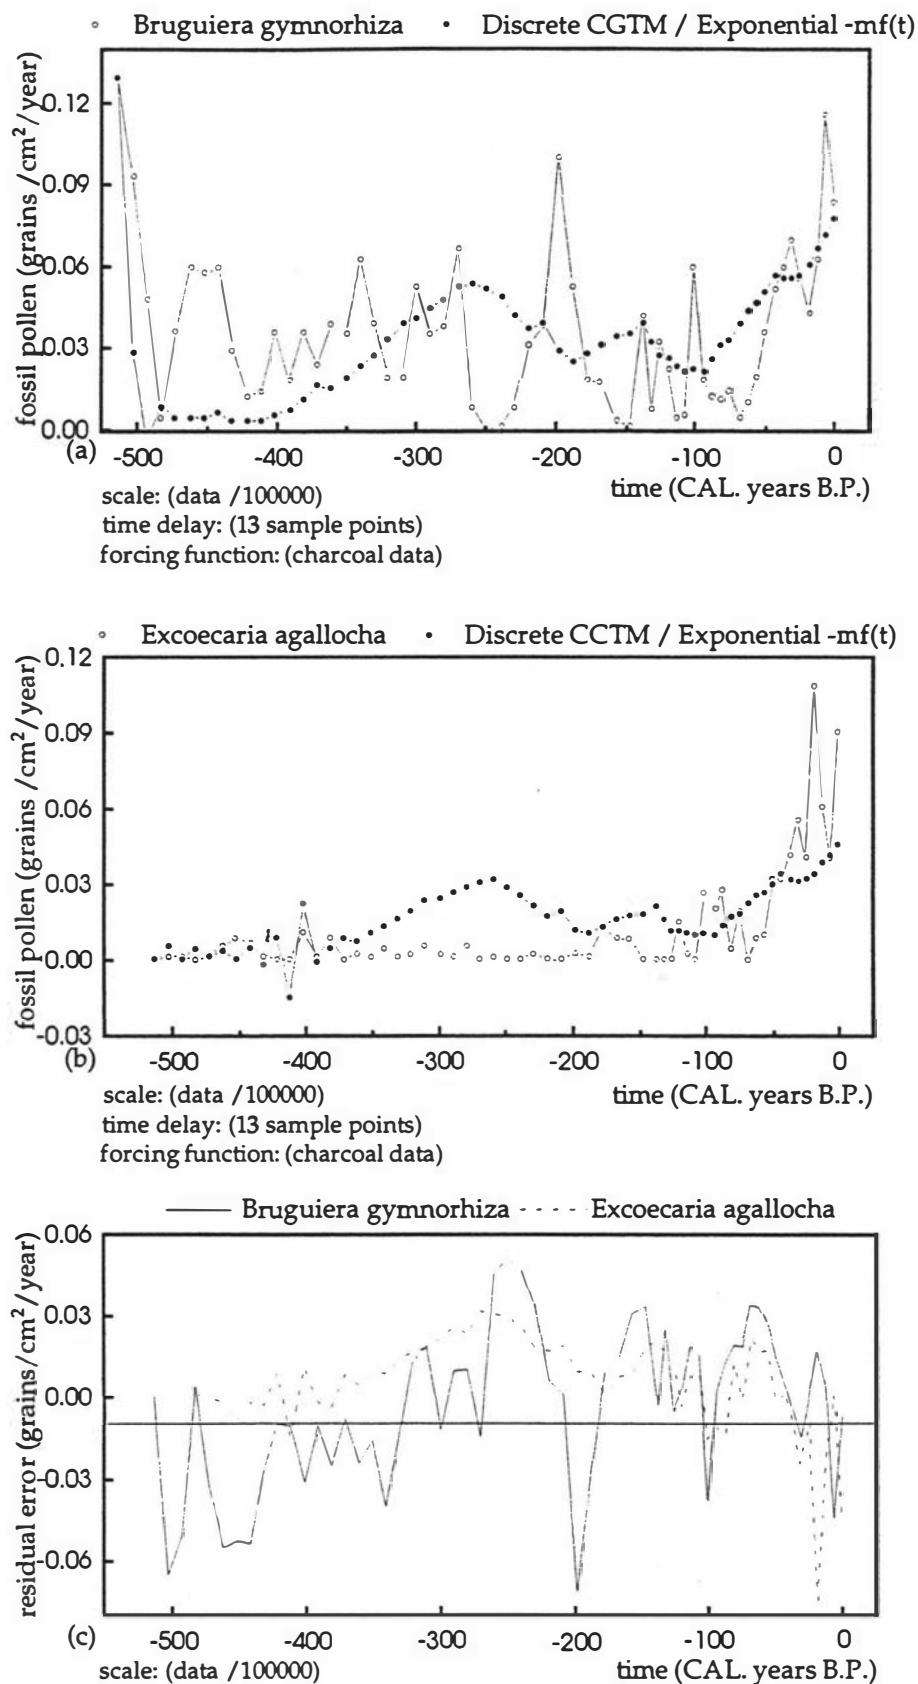 Bruguiera gymnorhiza Discrete CGTM / Exponential -mf(t)
fossil pollen (grains /cm²/year)
0.12
0.09
0.06
0.03
0.00
(a) -500 -400 -300 -200 -100 0
scale: (data /100000) time (CAL. years B.P.)
time delay: (13 sample points)
forcing function: (charcoal data)
Excoecaria agallocha Discrete CCTM / Exponential -mf(t)
fossil pollen (grains /cm²/year)
0.12
0.09
0.06
0.03
-0.00
-0.03
(b) -500 -400 -300 -200 -100 0
scale: (data /100000) time (CAL. years B.P.)
time delay: (13 sample points)
forcing function: (charcoal data)
Bruguiera gymnorhiza Excoecaria agallocha
residual error (grains/cm²/year)
0.06
0.03
0.00
-0.03
-0.06
(c) -500 -400 -300 -200 -100 0
scale: (data /100000) time (CAL. years B.P.)